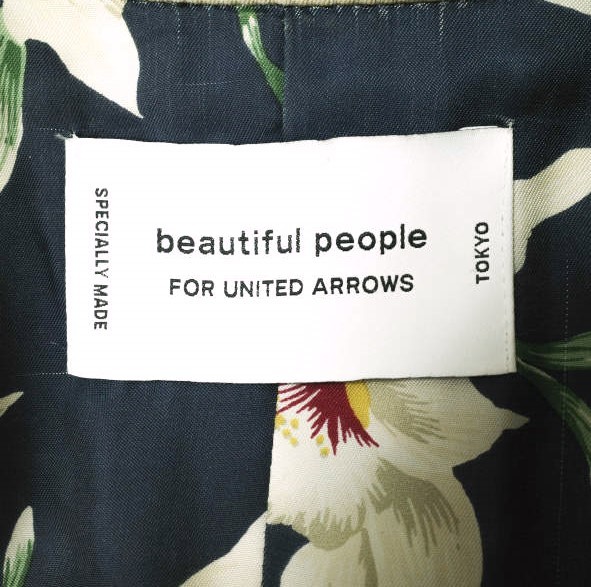 SPECIALLY MADE
beautiful people
FOR UNITED ARROWS
TOKYO